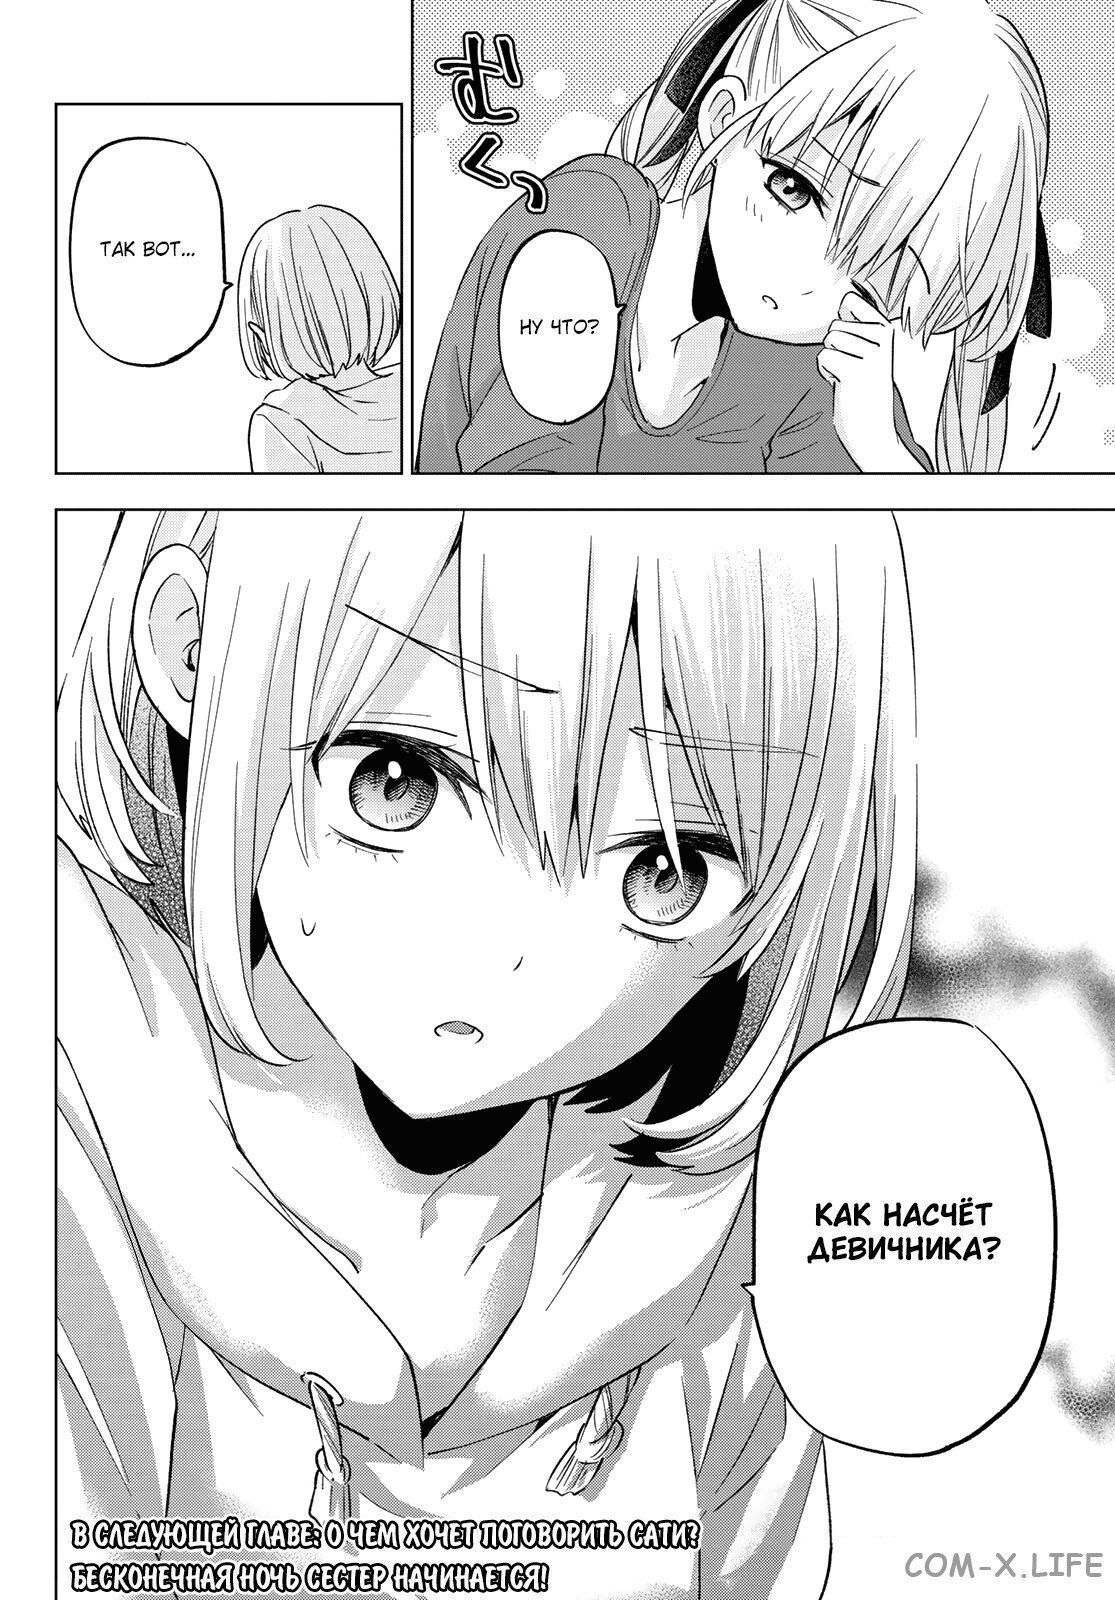 むくっ
НУ ЧТО?
ТАК ВОТ...
КАК НАСЧЁТ
ДЕВИЧНИКА?
В СЛЕДУЮЩЕЙ ГЛАВЕ: О ЧЕМ ХОЧЕТ ПОГОВОРИТЬ САТИ?
БЕСКОНЕЧНАЯ НОЧЬ СЕСТЕР НАЧИНАЕТСЯ!
COM-X.LIFE